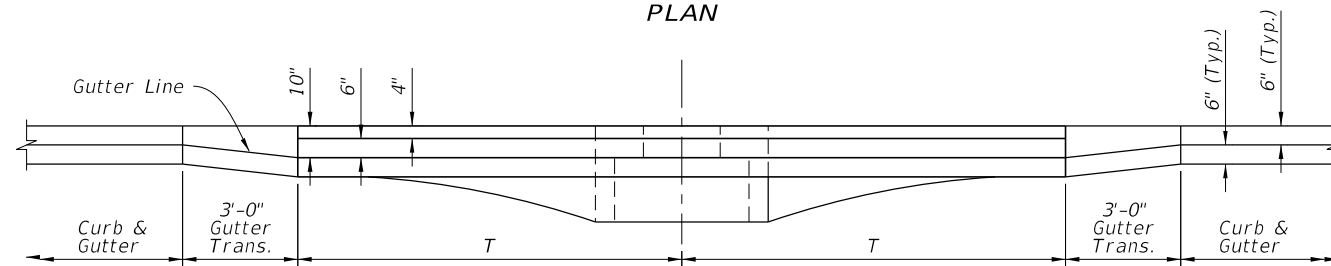 PLAN
Gutter Line
10"
6"
4"
6" (Typ.)
6" (Typ.)
Curb &
Gutter
3'-0"
Gutter
Trans.
T
T
3'-0"
Gutter
Trans.
Curb &
Gutter